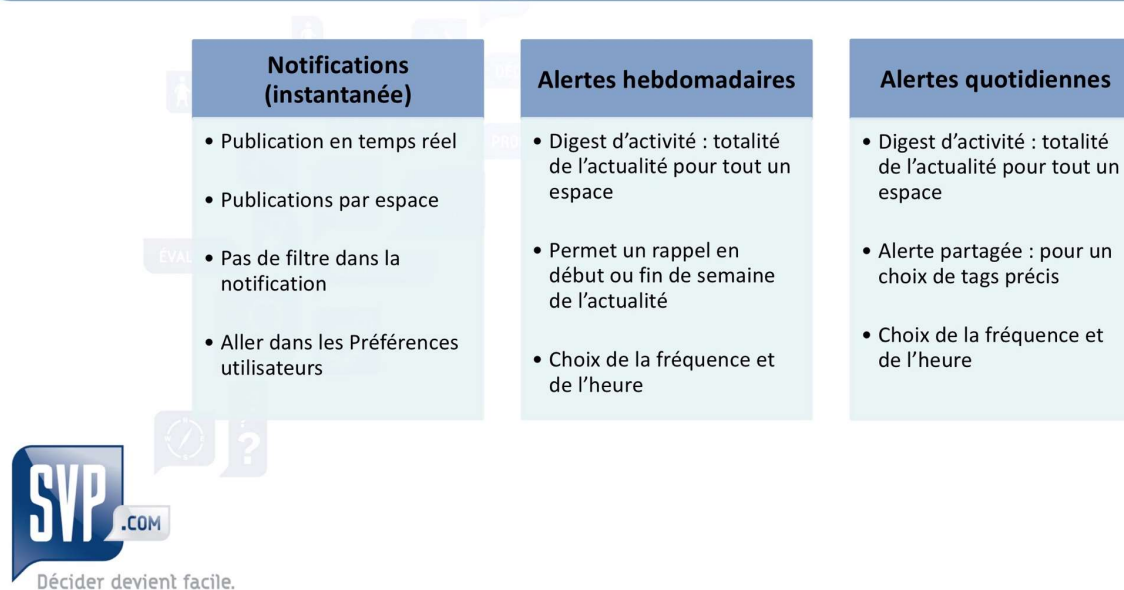 Notifications
(instantanée)
• Publication en temps réel
• Publications par espace
• Pas de filtre dans la
notification
• Aller dans les Préférences
utilisateurs
Alertes hebdomadaires
• Digest d’activité : totalité
de l’actualité pour tout un
espace
• Permet un rappel en
début ou fin de semaine
de l’actualité
• Choix de la fréquence et
de l’heure
Alertes quotidiennes
• Digest d’activité : totalité
de l’actualité pour tout un
espace
• Alerte partagée : pour un
choix de tags précis
• Choix de la fréquence et
de l’heure
?
SVP
.COM
Décider devient facile.